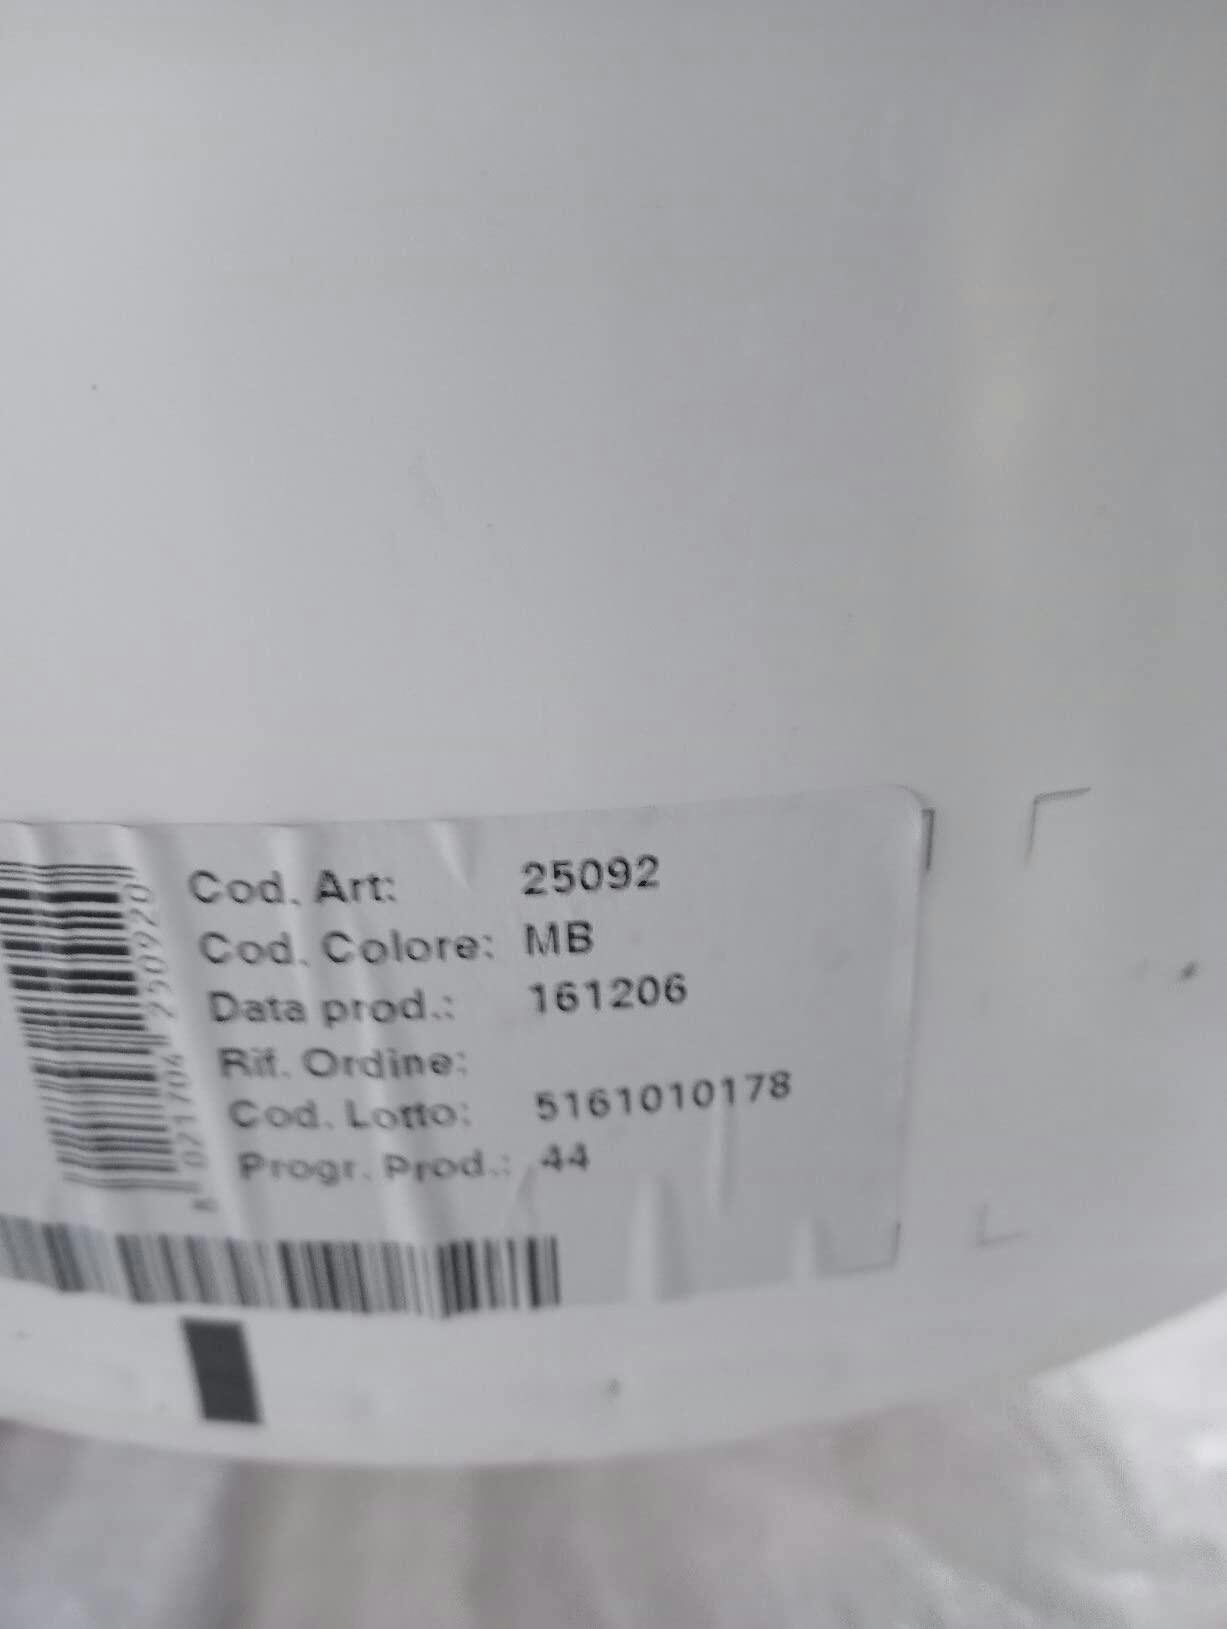 Cod. Art: 25092
Cod. Colore: MB
Data prod.: 161206
Rif. Ordine:
Cod. Lotto: 5161010178
Progr. Prod.: 44